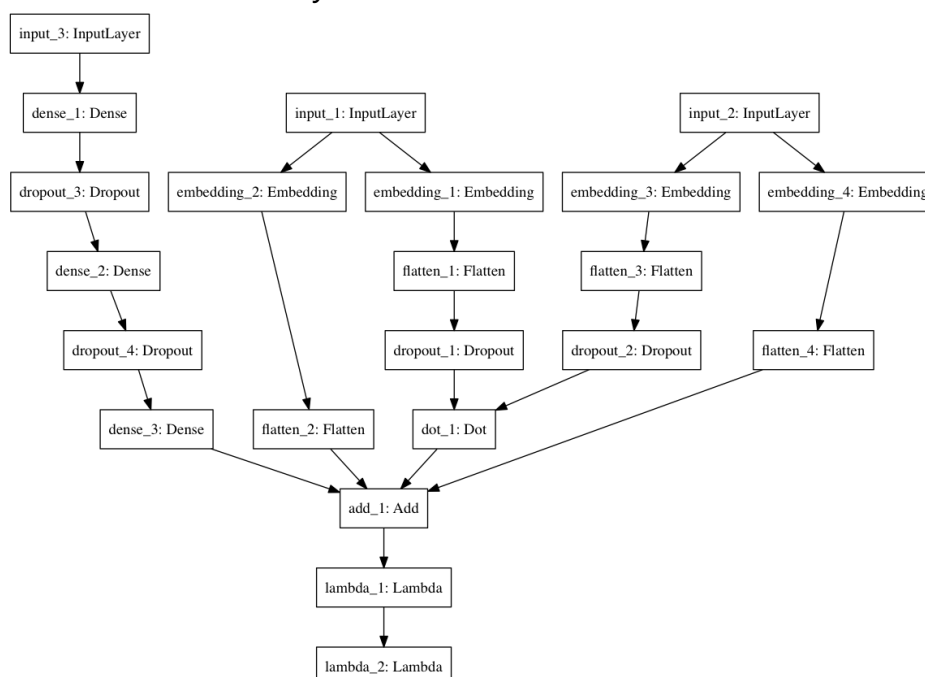 input_3: InputLayer
dense_1: Dense
input_1: InputLayer
input_2: InputLayer
dropout_3: Dropout
embedding_2: Embedding
embedding_1: Embedding
embedding_3: Embedding
embedding_4: Embedding
dense_2: Dense
flatten_1: Flatten
flatten_3: Flatten
dropout_4: Dropout
dropout_1: Dropout
dropout_2: Dropout
flatten_4: Flatten
dense_3: Dense
flatten_2: Flatten
dot_1: Dot
add_1: Add
lambda_1: Lambda
lambda_2: Lambda